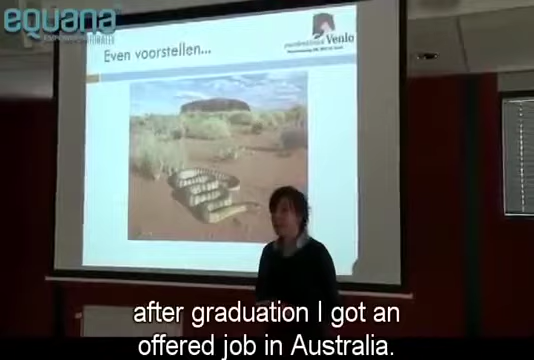 equana
Even voorstellen...
Venlo
after graduation I got an
offered job in Australia.